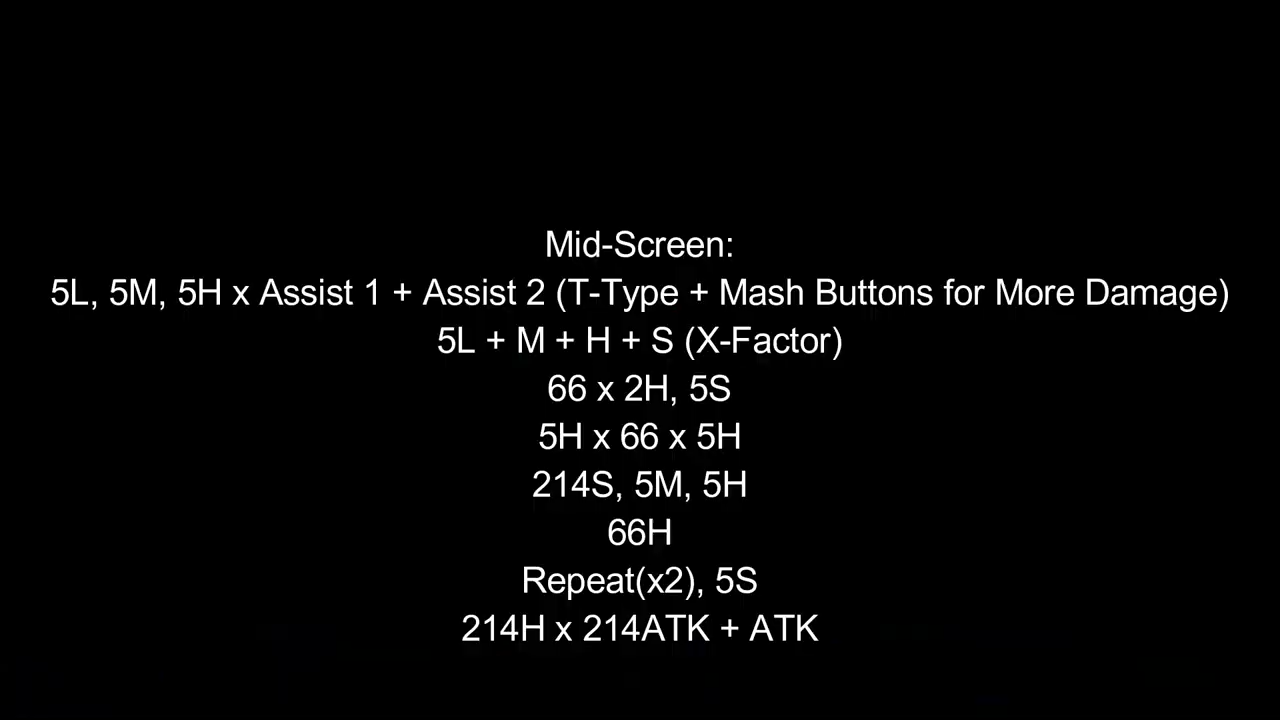 Mid-Screen:
5L, 5M, 5H x Assist 1 + Assist 2 (T-Type + Mash Buttons for More Damage)
5L + M + H + S (X-Factor)
66 x 2H, 5S
5H x 66 x 5H
214S, 5M, 5H
66H
Repeat(x2), 5S
214H x 214ATK + ATK